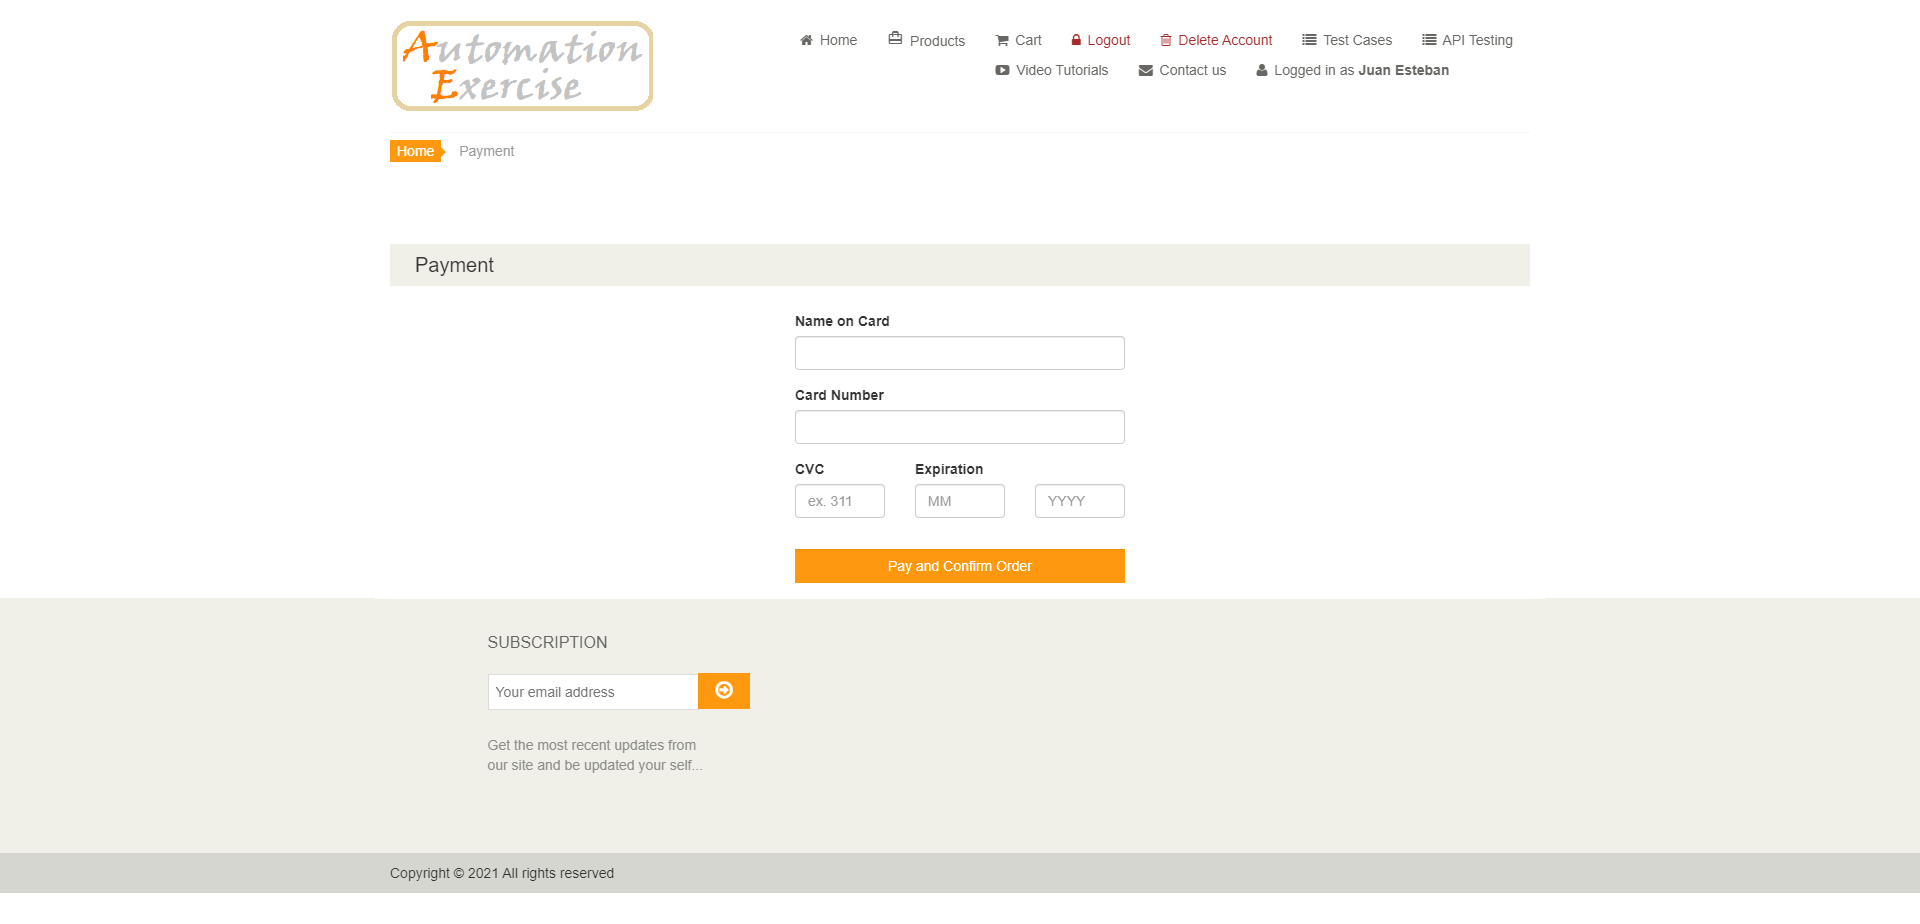 Automation
Exercise
Home Products Cart Logout Delete Account Test Cases API Testing
Video Tutorials Contact us Logged in as Juan Esteban
Home Payment
Payment
Name on Card
Card Number
CVC Expiration
ex. 311 MM YYYY
Pay and Confirm Order
SUBSCRIPTION
Your email address
Get the most recent updates from
our site and be updated your self...
Copyright © 2021 All rights reserved